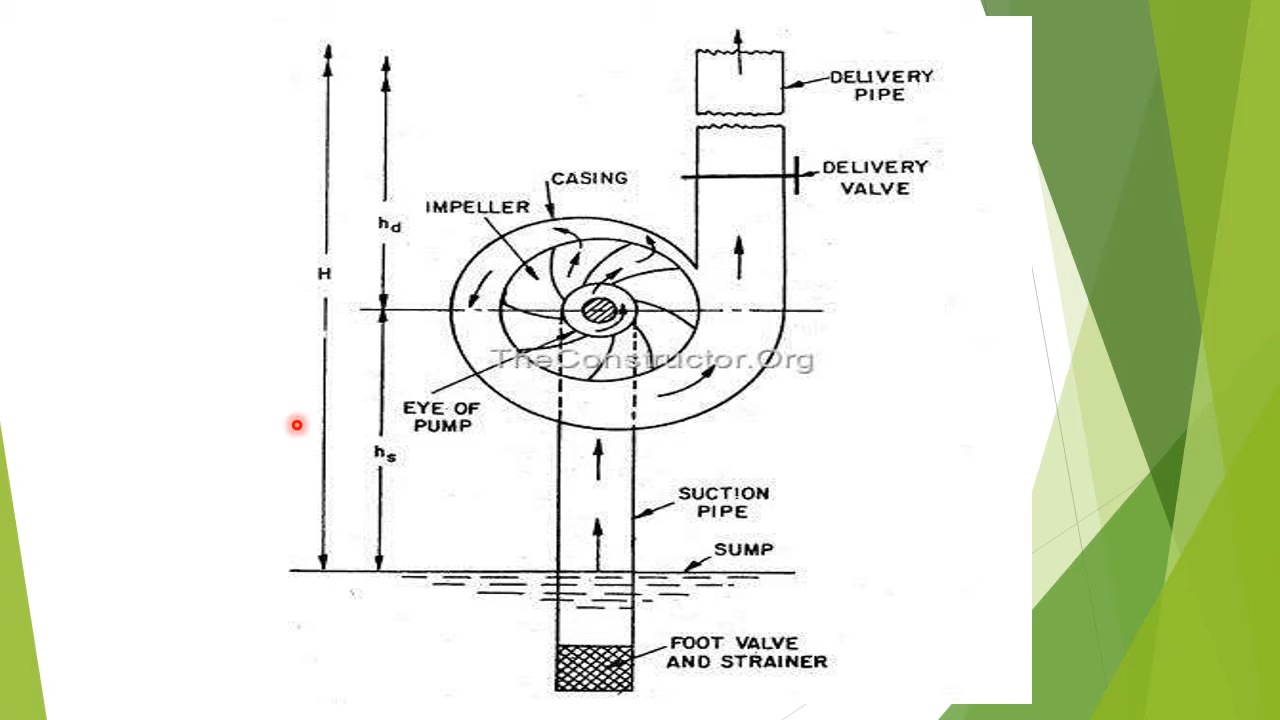 DELIVERY
PIPE
DELIVERY
VALVE
CASING
IMPELLER
hd
H
TheConstructor.Org
EYE OF
PUMP
hs
SUCTION
PIPE
SUMP
FOOT VALVE
AND STRAINER